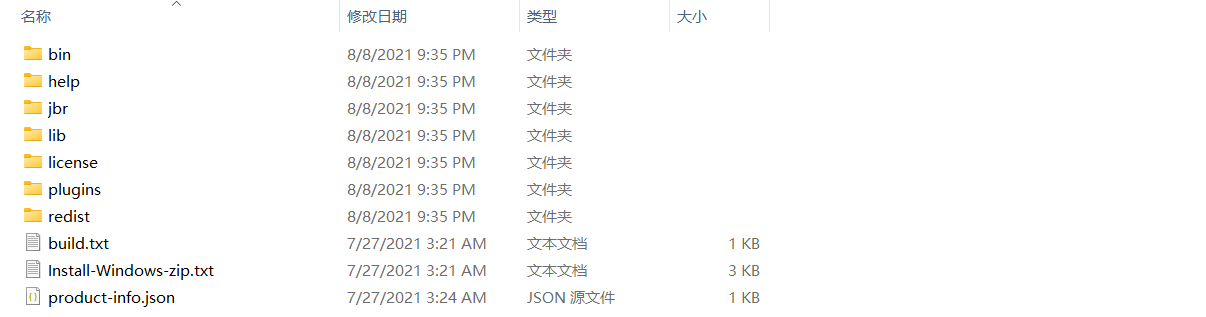 名称 修改日期 类型 大小
bin 8/8/2021 9:35 PM 文件夹
help 8/8/2021 9:35 PM 文件夹
jbr 8/8/2021 9:35 PM 文件夹
lib 8/8/2021 9:35 PM 文件夹
license 8/8/2021 9:35 PM 文件夹
plugins 8/8/2021 9:35 PM 文件夹
redist 8/8/2021 9:35 PM 文件夹
build.txt 7/27/2021 3:21 AM 文本文档 1 KB
Install-Windows-zip.txt 7/27/2021 3:21 AM 文本文档 3 KB
product-info.json 7/27/2021 3:24 AM JSON 源文件 1 KB